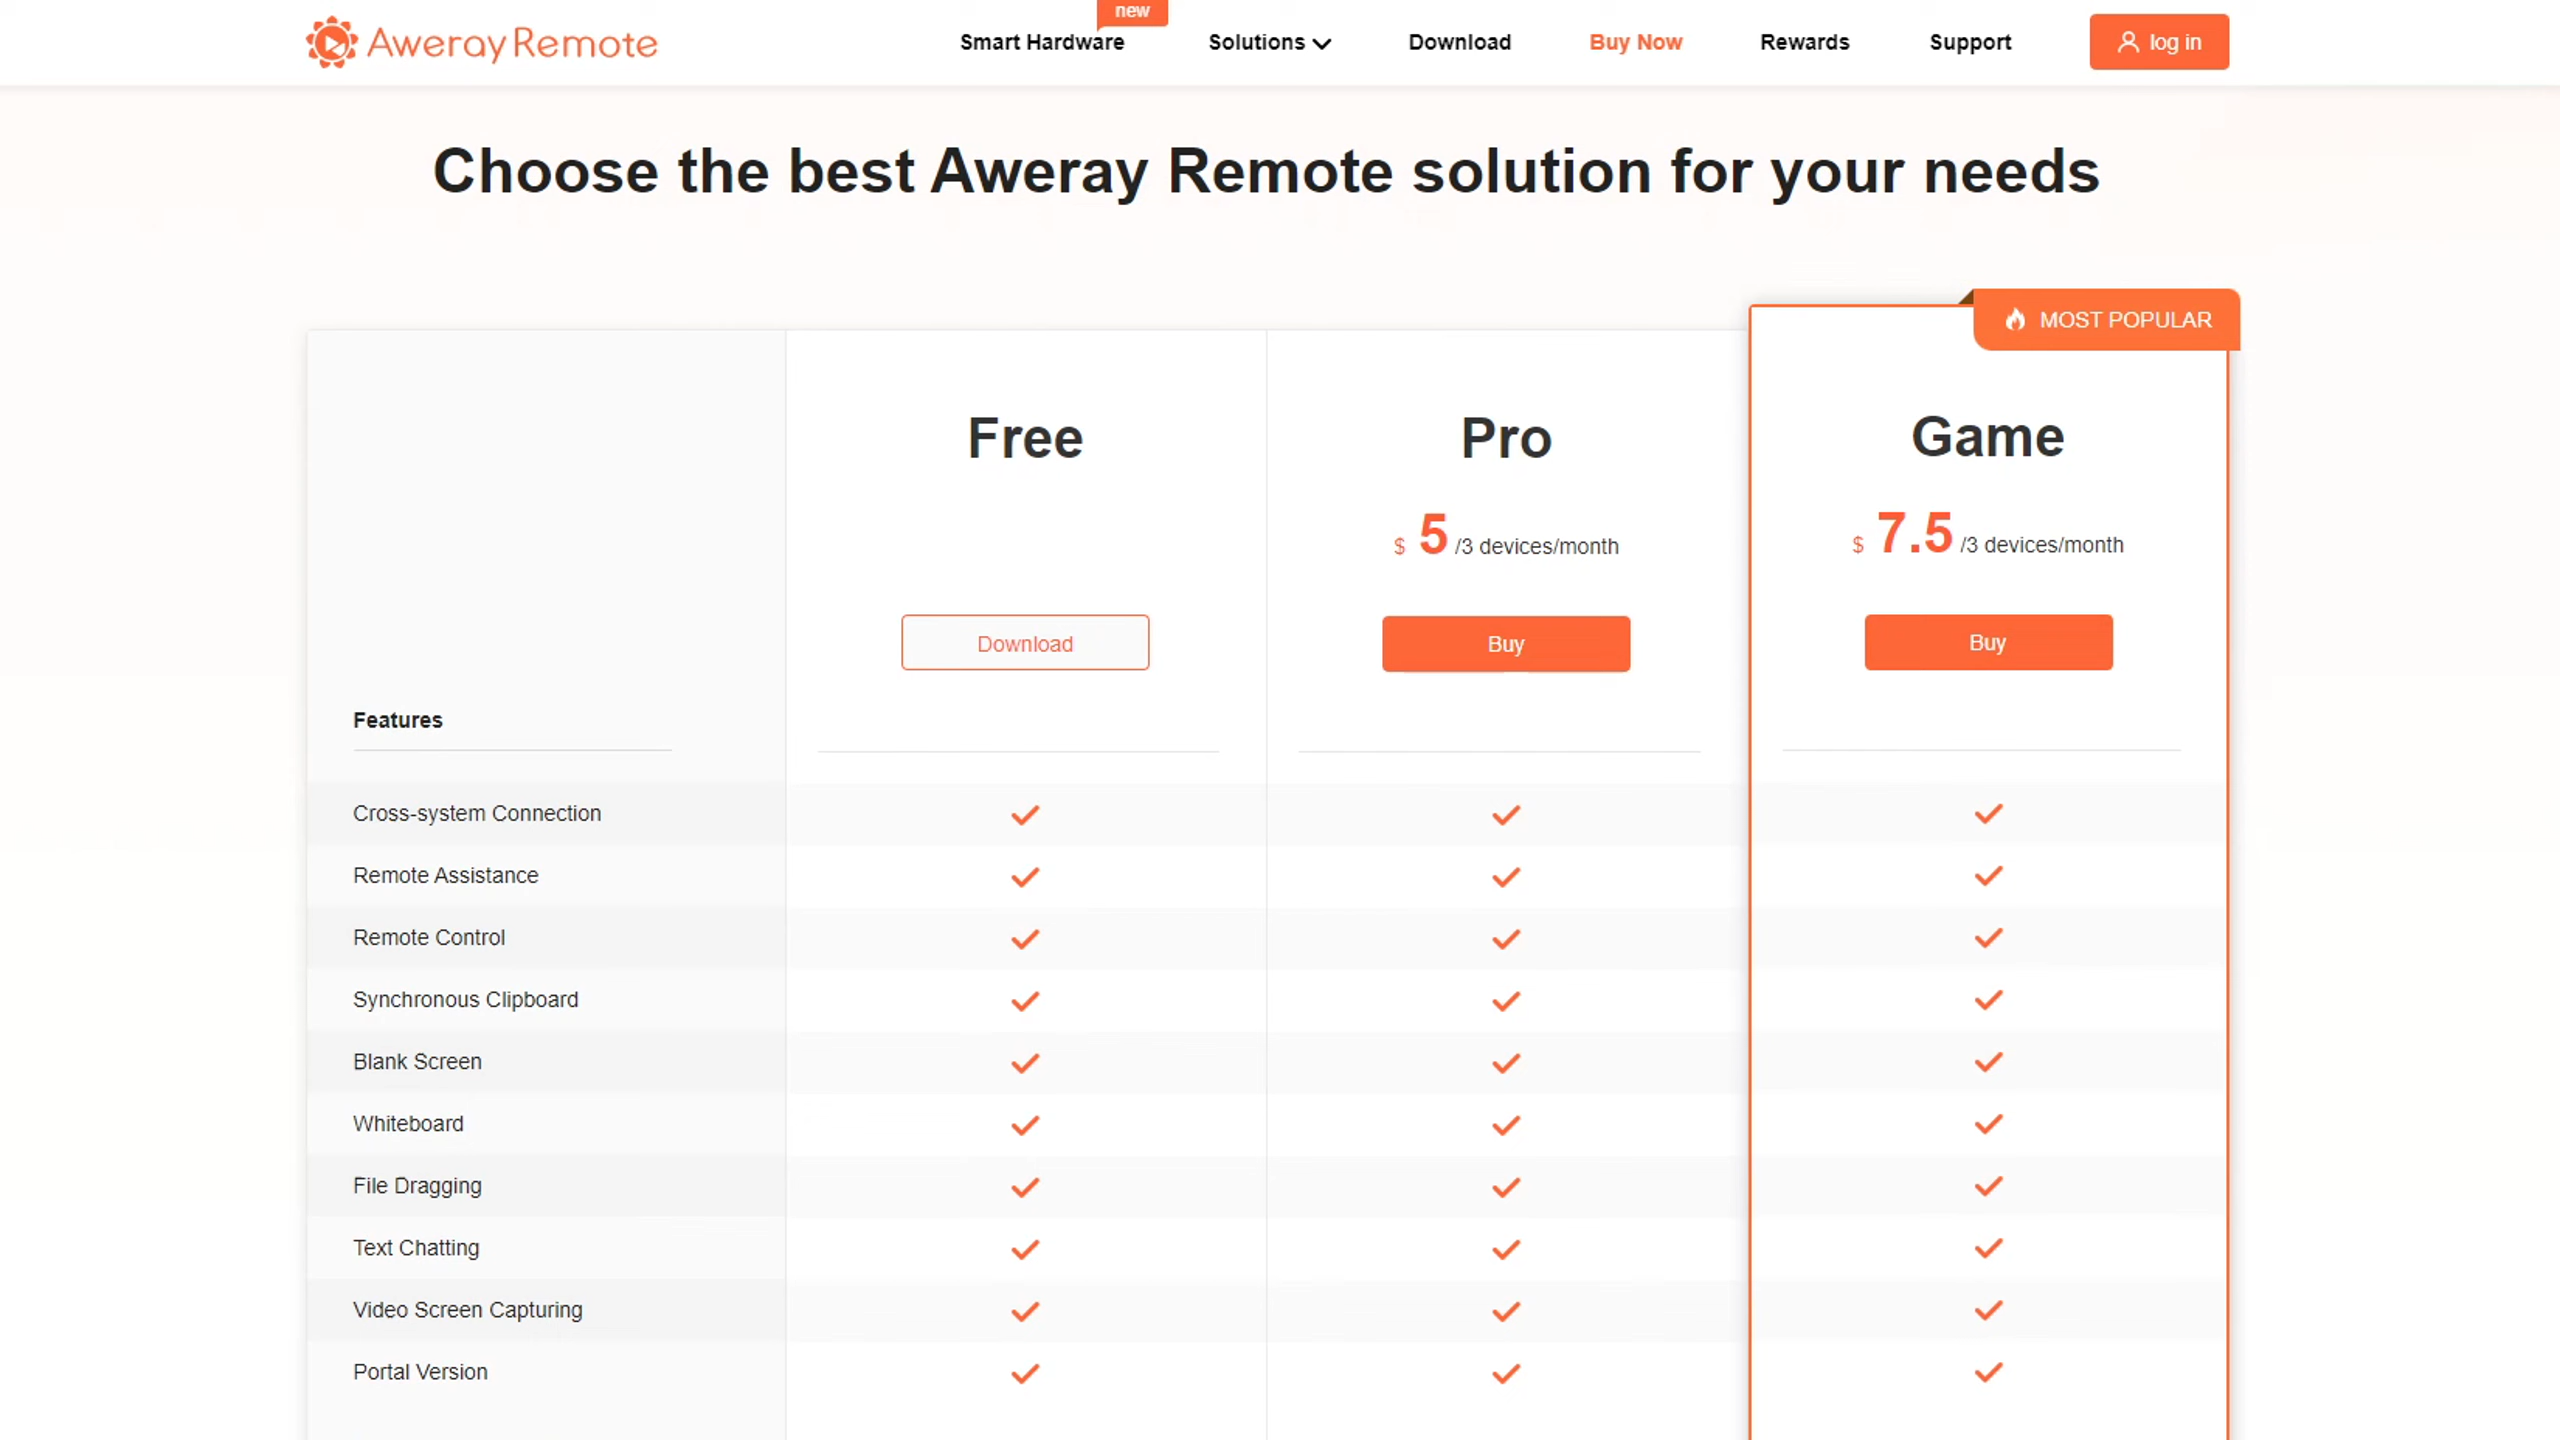 new
Aweray Remote
Smart Hardware
Solutions
Download
Buy Now
Rewards
Support
log in
Choose the best Aweray Remote solution for your needs
MOST POPULAR
Free
Pro
Game
$ 5 /3 devices/month
$ 7.5 /3 devices/month
Download
Buy
Buy
Features
Cross-system Connection
Remote Assistance
Remote Control
Synchronous Clipboard
Blank Screen
Whiteboard
File Dragging
Text Chatting
Video Screen Capturing
Portal Version